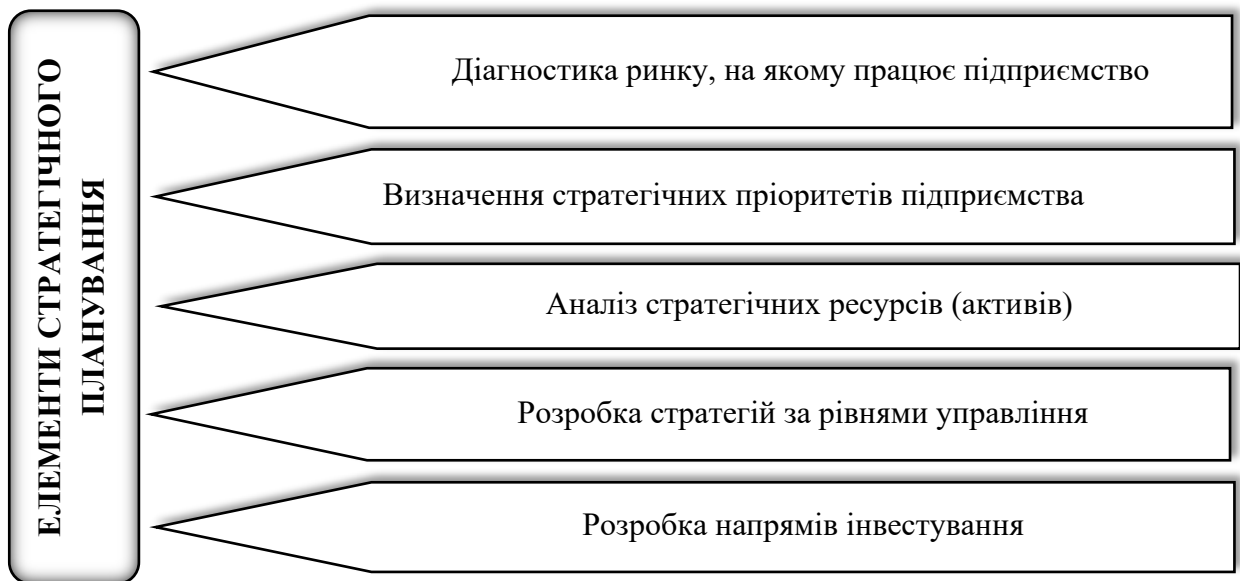 ЕЛЕМЕНТИ СТРАТЕГІЧНОГО
ПЛАНУВАННЯ
Діагностика ринку, на якому працює підприємство
Визначення стратегічних пріоритетів підприємства
Аналіз стратегічних ресурсів (активів)
Розробка стратегій за рівнями управління
Розробка напрямів інвестування